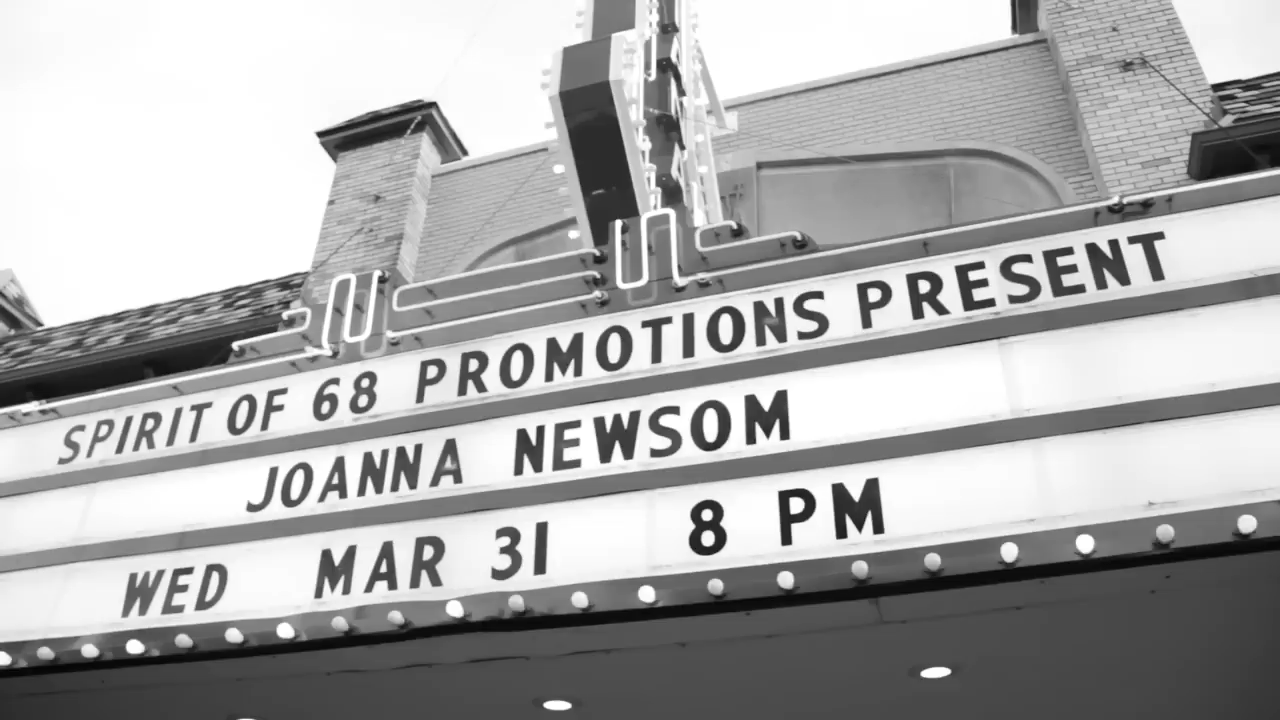 SPIRIT OF 68 PROMOTIONS PRESENT
JOANNA NEWSOM
WED MAR 31 8 PM